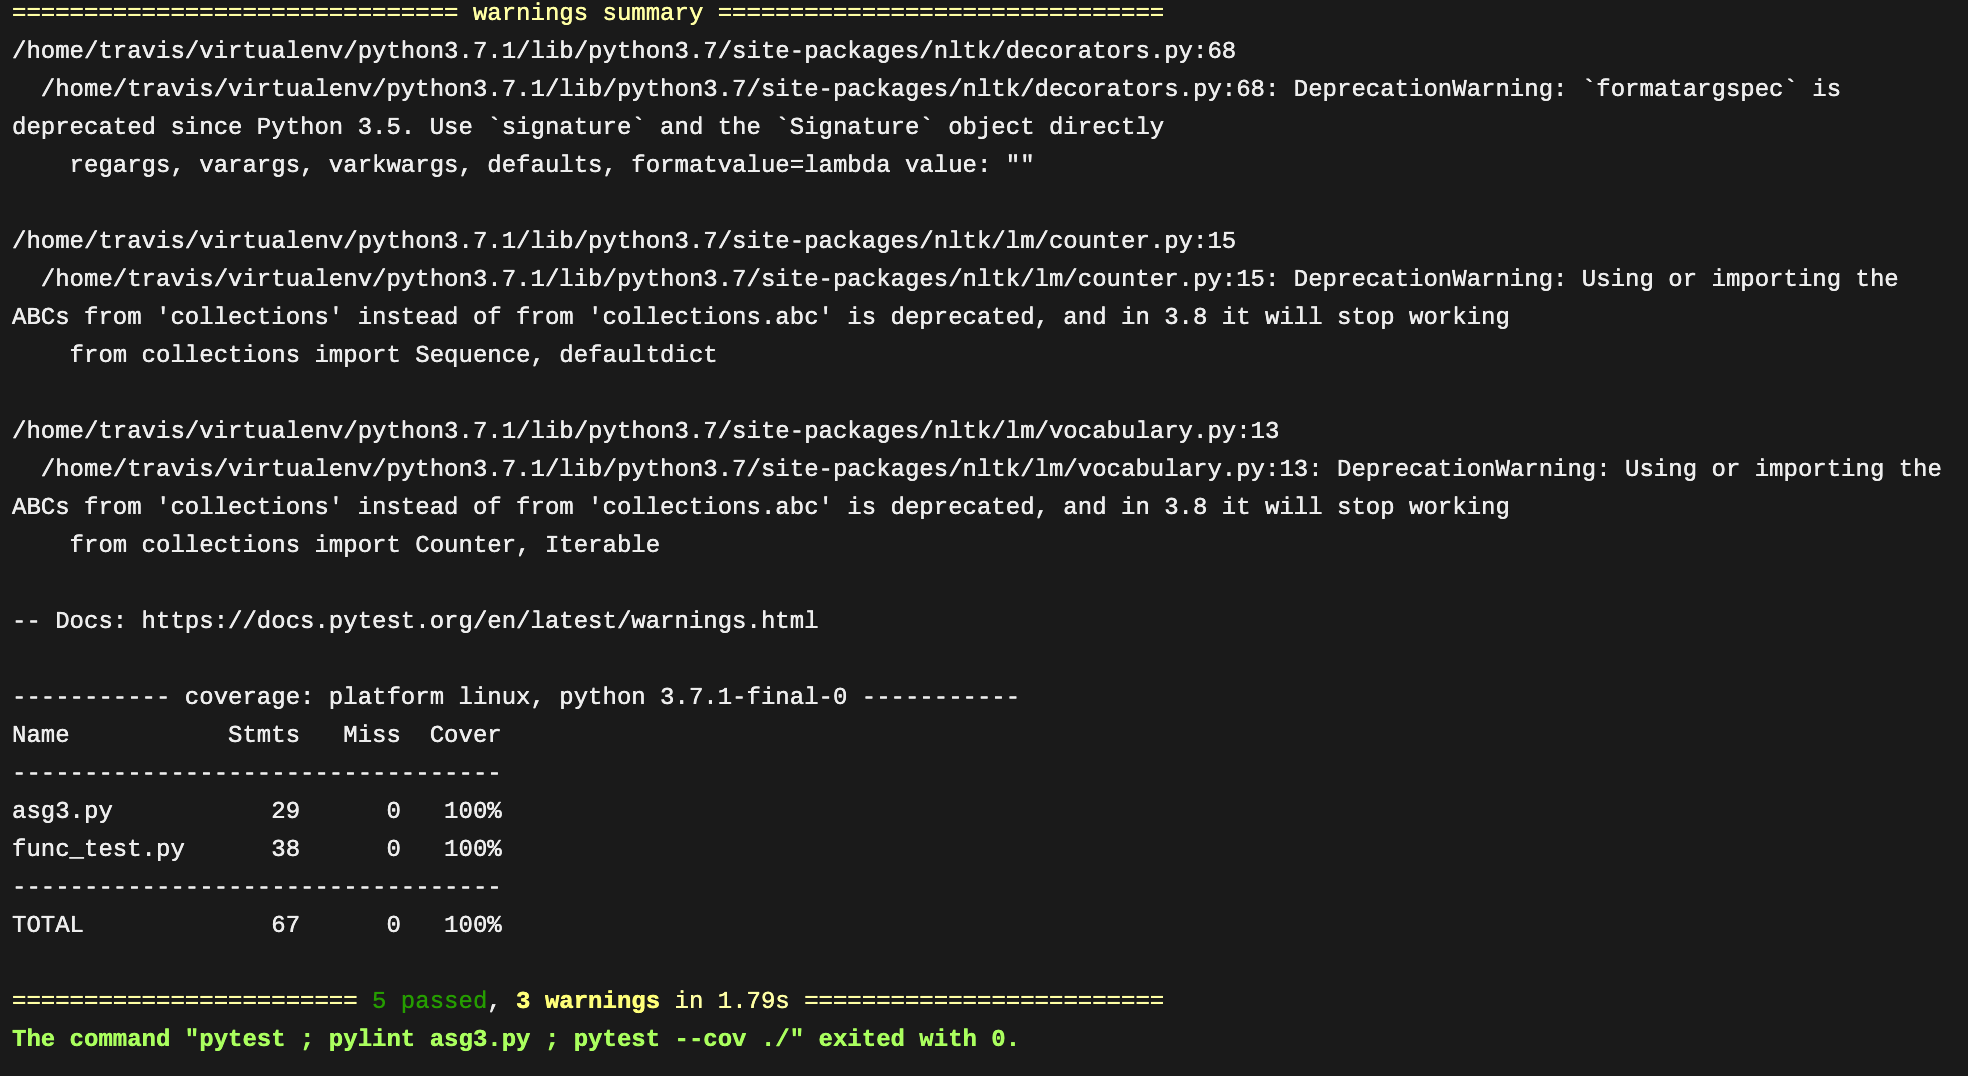 =============================== warnings summary ===============================
/home/travis/virtualenv/python3.7.1/lib/python3.7/site-packages/nltk/decorators.py:68
  /home/travis/virtualenv/python3.7.1/lib/python3.7/site-packages/nltk/decorators.py:68: DeprecationWarning: `formatargspec` is
deprecated since Python 3.5. Use `signature` and the `Signature` object directly
    regargs, varargs, varkwargs, defaults, formatvalue=lambda value: ""

/home/travis/virtualenv/python3.7.1/lib/python3.7/site-packages/nltk/lm/counter.py:15
  /home/travis/virtualenv/python3.7.1/lib/python3.7/site-packages/nltk/lm/counter.py:15: DeprecationWarning: Using or importing the
ABCs from 'collections' instead of from 'collections.abc' is deprecated, and in 3.8 it will stop working
    from collections import Sequence, defaultdict

/home/travis/virtualenv/python3.7.1/lib/python3.7/site-packages/nltk/lm/vocabulary.py:13
  /home/travis/virtualenv/python3.7.1/lib/python3.7/site-packages/nltk/lm/vocabulary.py:13: DeprecationWarning: Using or importing the
ABCs from 'collections' instead of from 'collections.abc' is deprecated, and in 3.8 it will stop working
    from collections import Counter, Iterable

-- Docs: https://docs.pytest.org/en/latest/warnings.html

----------- coverage: platform linux, python 3.7.1-final-0 -----------
Name           Stmts   Miss  Cover
----------------------------------
asg3.py           29      0   100%
func_test.py      38      0   100%
----------------------------------
TOTAL             67      0   100%

======================== 5 passed, 3 warnings in 1.79s =========================
The command "pytest ; pylint asg3.py ; pytest --cov ./" exited with 0.